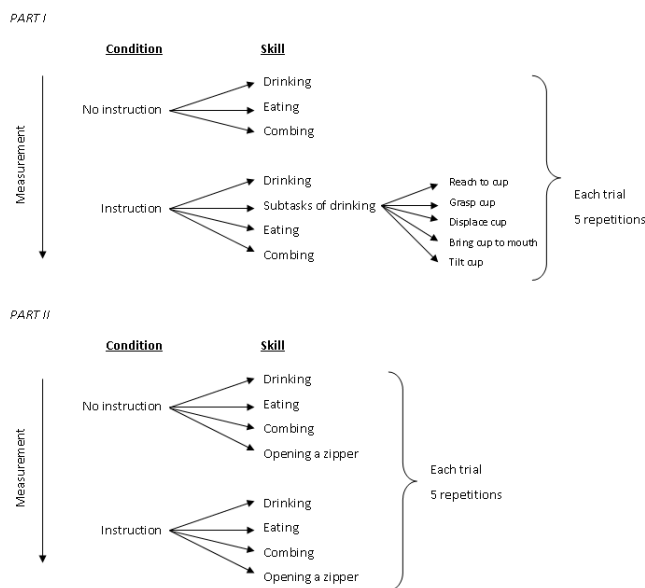 PART I
Condition Skill
Drinking
No instruction Eating
Combing
Measurement
Drinking
Instruction Subtasks of drinking
Eating
Combing
Reach to cup
Grasp cup
Displace cup
Bring cup to mouth
Tilt cup
Each trial
5 repetitions
PART II
Condition Skill
Drinking
No instruction Eating
Combing
Opening a zipper
Measurement
Drinking
Instruction Eating
Combing
Opening a zipper
Each trial
5 repetitions